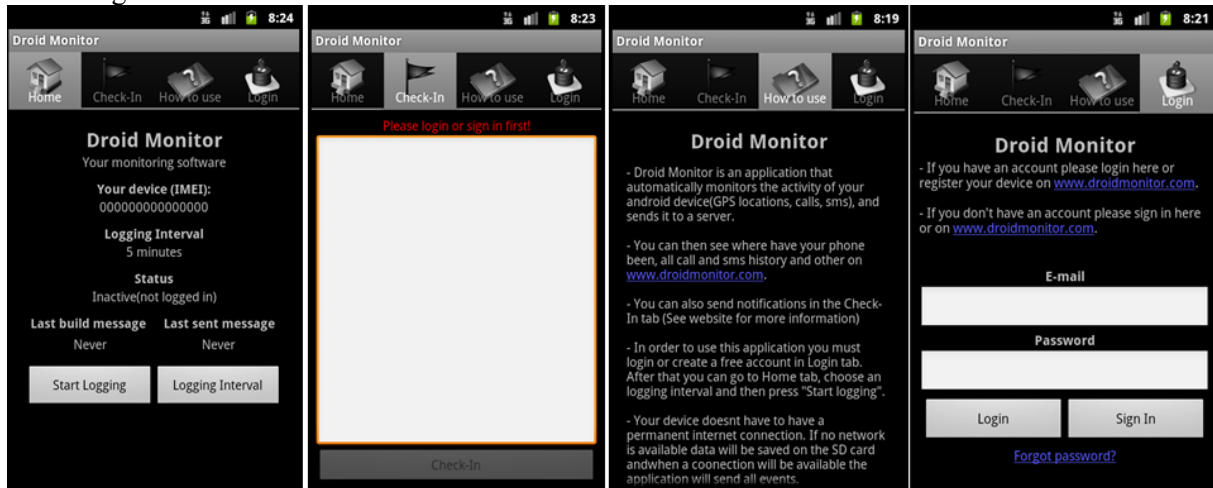 8:24
Droid Monitor
Home Check-In How to use Login
Droid Monitor
Your monitoring software
Your device (IMEI):
000000000000000
Logging Interval
5 minutes
Status
Inactive(not logged in)
Last build message Last sent message
Never Never
Start Logging Logging Interval
3G 8:23
Droid Monitor
Home Check-In How to use Login
Please login or sign in first!
Check-In
3G 8:19
Droid Monitor
Home Check-In How to use Login
Droid Monitor
- Droid Monitor is an application that
automatically monitors the activity of your
android device(GPS locations, calls, sms), and
sends it to a server.
- You can then see where have your phone
been, all call and sms history and other on
www.droidmonitor.com.
- You can also send notifications in the Check-
In tab (See website for more information)
- In order to use this application you must
login or create a free account in Login tab.
After that you can go to Home tab, choose an
logging interval and then press "Start logging".
- Your device doesnt have to have a
permanent internet connection. If no network
is available data will be saved on the SD card
andwhen a coonection will be available the
application will send all events.
3G 8:21
Droid Monitor
Home Check-In How to use Login
Droid Monitor
- If you have an account please login here or
register your device on www.droidmonitor.com.
- If you don't have an account please sign in here
or on www.droidmonitor.com.
E-mail
Password
Login Sign In
Forgot password?